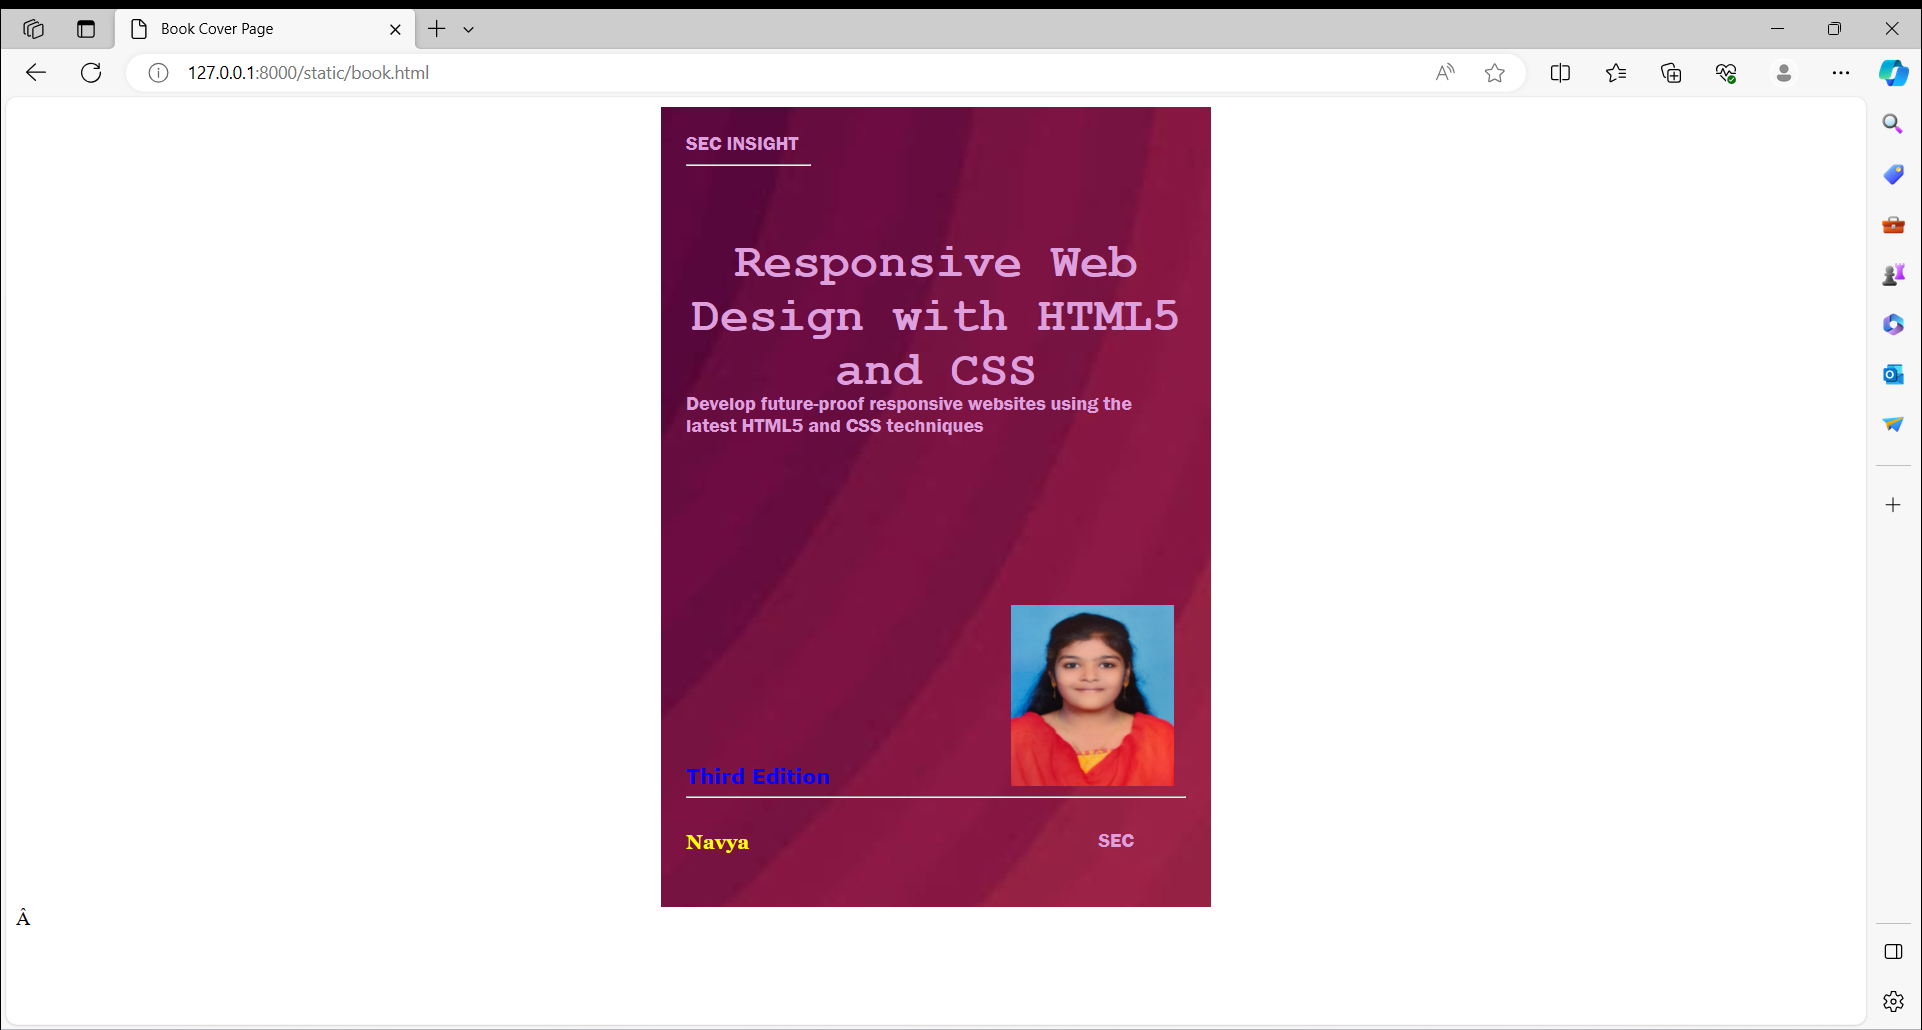 Book Cover Page
127.0.0.1:8000/static/book.html
SEC INSIGHT
Responsive Web
Design with HTML5
and CSS
Develop future-proof responsive websites using the
latest HTML5 and CSS techniques
Third Edition
Navya SEC
Â